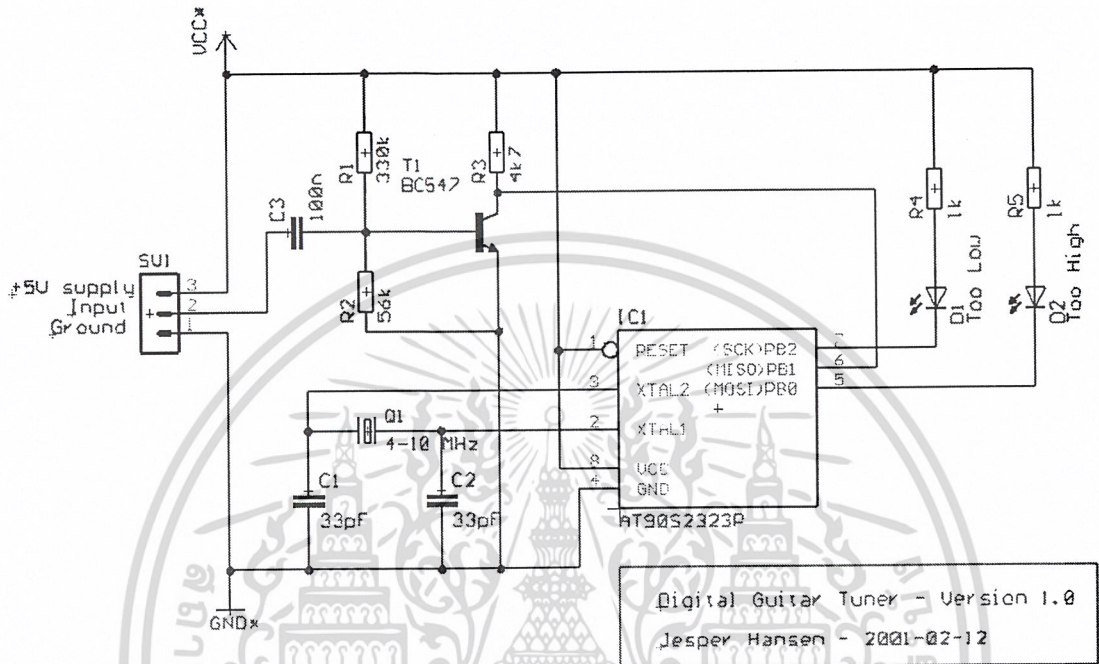 VCC*
R1
330k
T1
BC547
R3
4k7
C3
100n
R4
1k
R5
1k
SV1
+5V supply
Input
Ground
3
2
1
R2
56k
D1
Too Low
D2
Too High
IC1
1
RESET
(SCK)PB2
7
(MISO)PB1
6
3
XTAL2
(MOSI)PB0
5
Q1
4-10 MHz
2
XTAL1
C1
33pF
C2
33pF
8
VCC
4
GND
AT90S2323P
GND*
Digital Guitar Tuner - Version 1.0
Jesper Hansen - 2001-02-12